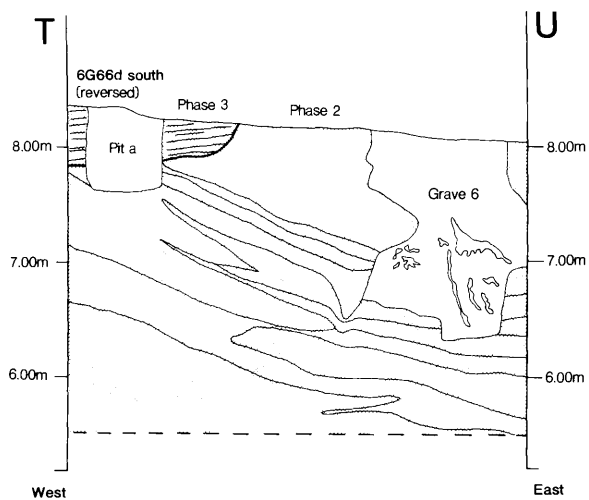 T
U
6G66d south
(reversed)
Phase 3
Phase 2
8.00m
Pit a
8.00m
Grave 6
7.00m
7.00m
6.00m
6.00m
West
East